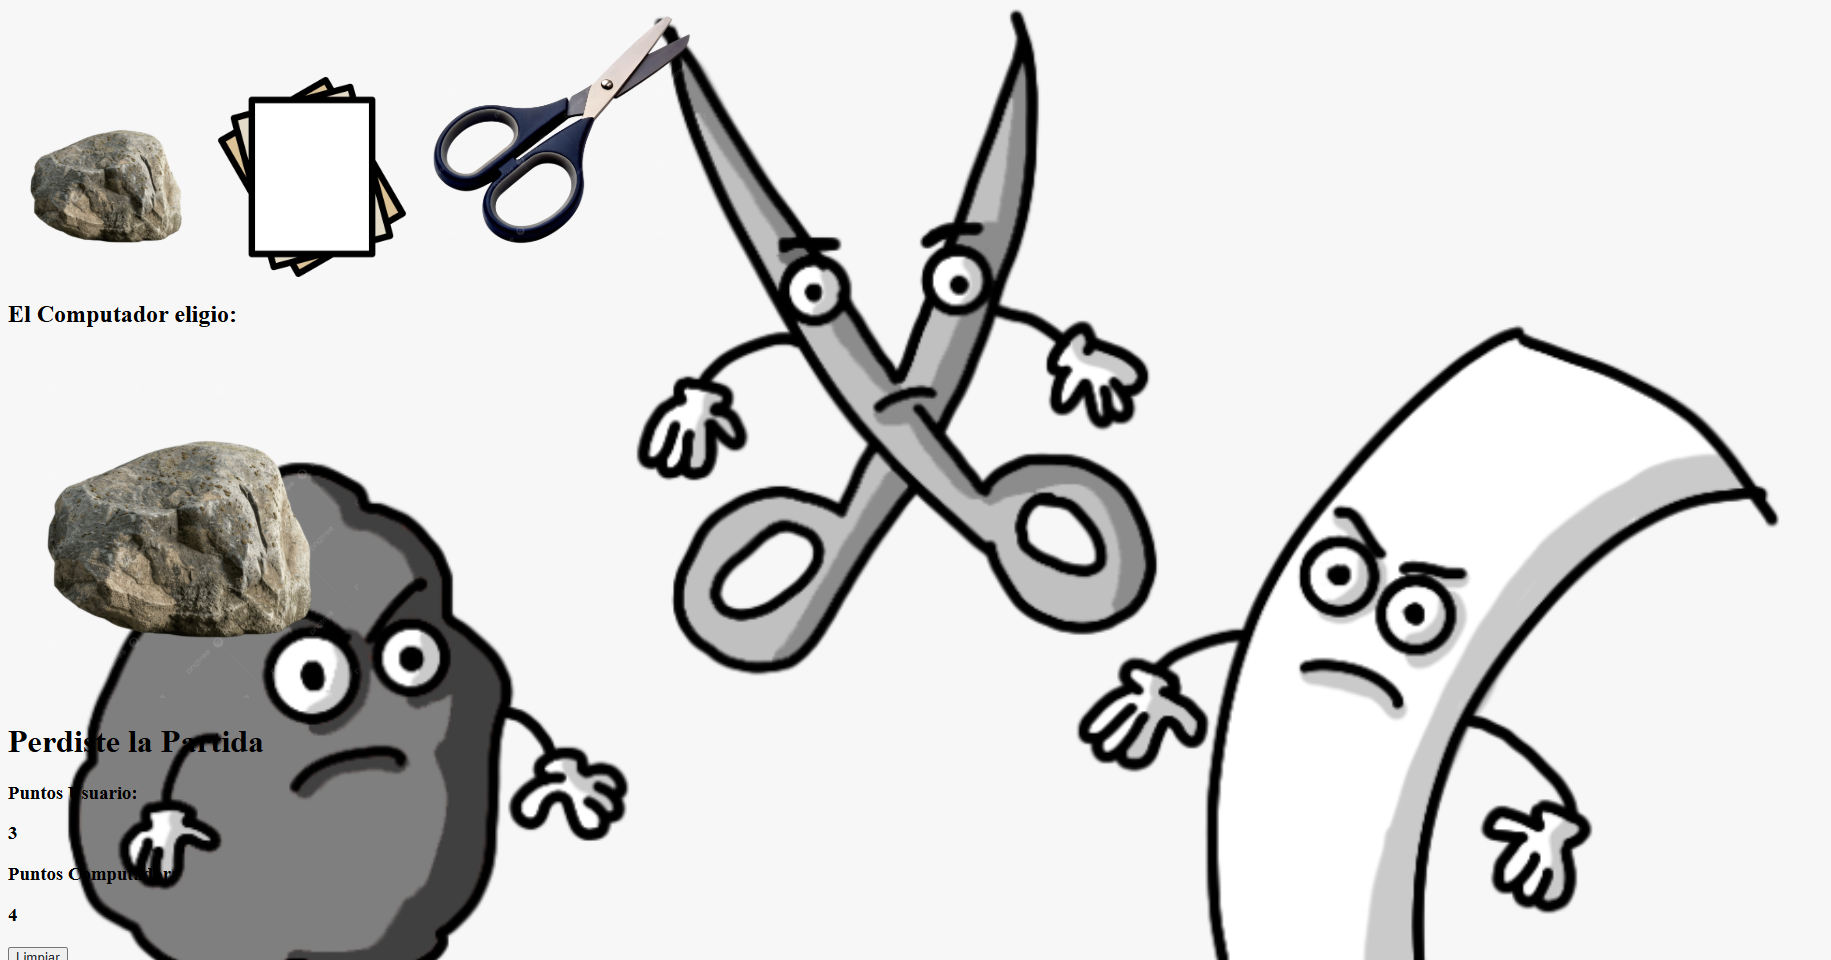 El Computador eligio:
Perdiste la Partida
Puntos Usuario:
3
Puntos Computador
4
Limpiar